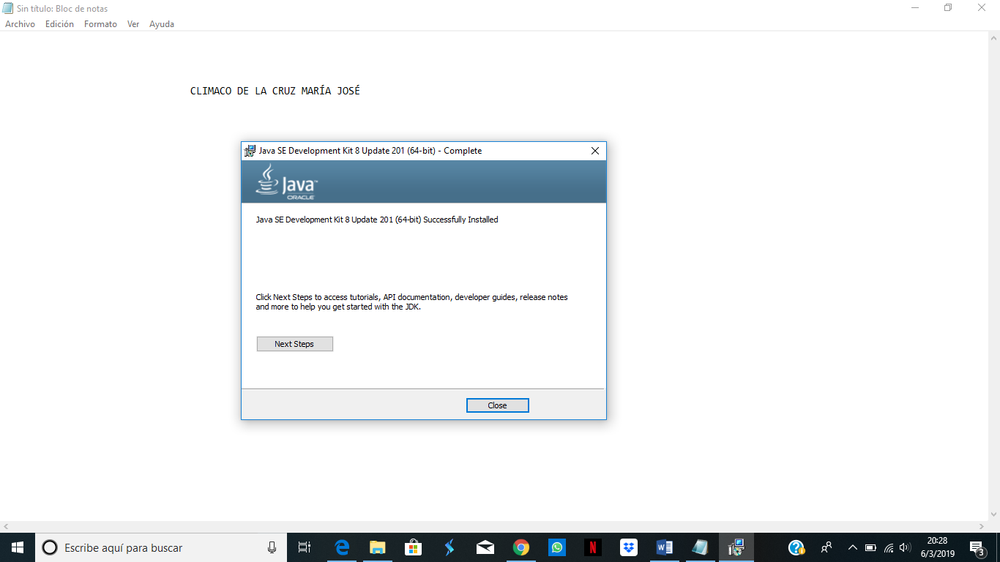 Sin título: Bloc de notas
Archivo Edición Formato Ver Ayuda
CLIMACO DE LA CRUZ MARÍA JOSÉ
Java SE Development Kit 8 Update 201 (64-bit) - Complete
Java™
ORACLE
Java SE Development Kit 8 Update 201 (64-bit) Successfully Installed
Click Next Steps to access tutorials, API documentation, developer guides, release notes
and more to help you get started with the JDK.
Next Steps
Close
Escribe aquí para buscar
20:28
6/3/2019
3